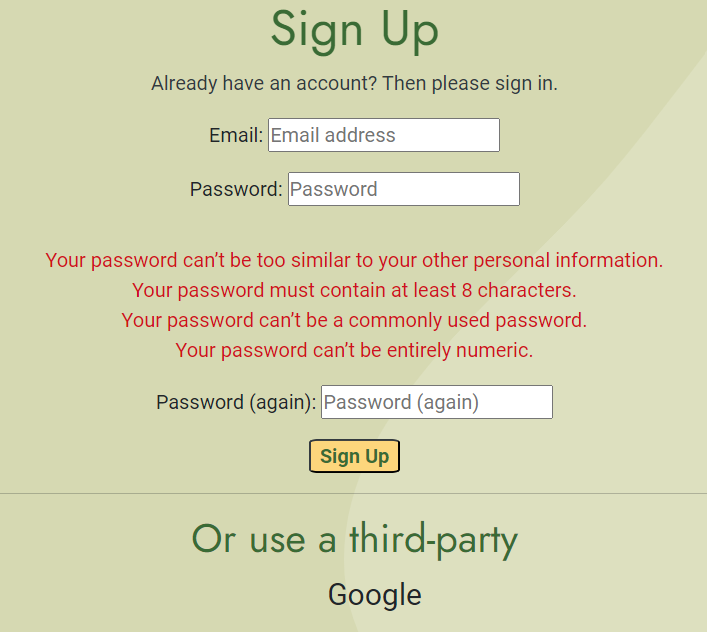 Sign Up
Already have an account? Then please sign in.
Email: Email address
Password: Password
Your password can’t be too similar to your other personal information.
Your password must contain at least 8 characters.
Your password can’t be a commonly used password.
Your password can’t be entirely numeric.
Password (again): Password (again)
Sign Up
Or use a third-party
Google